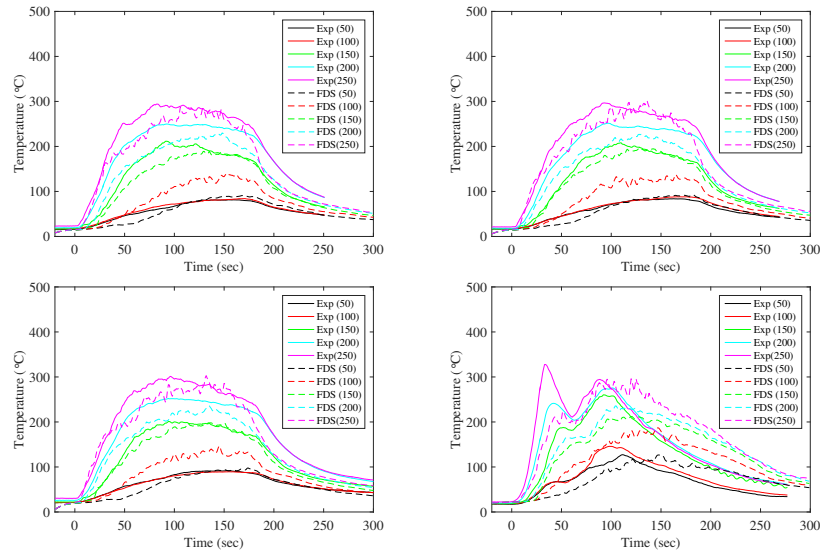 500
400
300
200
100
0
Temperature (°C)
0 50 100 150 200 250 300
Time (sec)
Exp (50)
Exp (100)
Exp (150)
Exp (200)
Exp(250)
FDS (50)
FDS (100)
FDS (150)
FDS (200)
FDS(250)
500
400
300
200
100
0
Temperature (°C)
0 50 100 150 200 250 300
Time (sec)
Exp (50)
Exp (100)
Exp (150)
Exp (200)
Exp(250)
FDS (50)
FDS (100)
FDS (150)
FDS (200)
FDS(250)
500
400
300
200
100
0
Temperature (°C)
0 50 100 150 200 250 300
Time (sec)
Exp (50)
Exp (100)
Exp (150)
Exp (200)
Exp(250)
FDS (50)
FDS (100)
FDS (150)
FDS (200)
FDS(250)
500
400
300
200
100
0
Temperature (°C)
0 50 100 150 200 250 300
Time (sec)
Exp (50)
Exp (100)
Exp (150)
Exp (200)
Exp(250)
FDS (50)
FDS (100)
FDS (150)
FDS (200)
FDS(250)